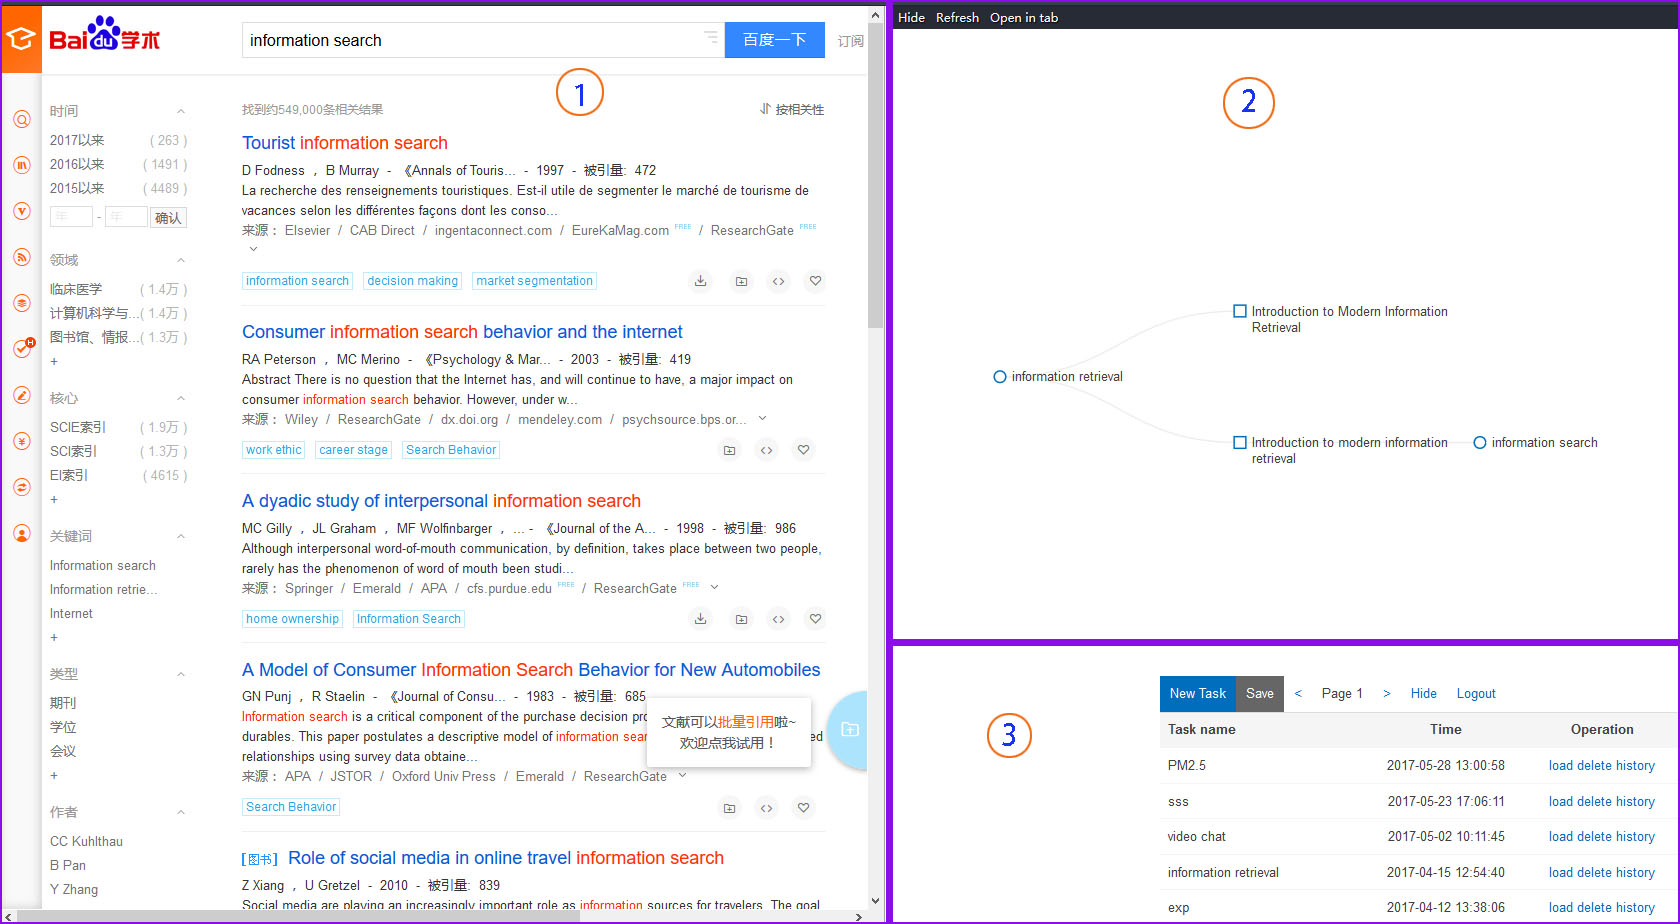 Bai du 学术
information search
百度一下
订阅
1
时间
2017以来 ( 263 )
2016以来 ( 1491 )
2015以来 ( 4489 )
年 - 年 确认
领域
临床医学 ( 1.4万 )
计算机科学与... ( 1.4万 )
图书馆、情报... ( 1.3万 )
+
核心
SCIE索引 ( 1.9万 )
SCI索引 ( 1.3万 )
EI索引 ( 4615 )
+
关键词
Information search
Information retrie...
Internet
+
类型
期刊
学位
会议
+
作者
CC Kuhlthau
B Pan
Y Zhang
找到约549,000条相关结果
按相关性
Tourist information search
D Fodness , B Murray - 《Annals of Touris... - 1997 - 被引量: 472
La recherche des renseignements touristiques. Est-il utile de segmenter le marché de tourisme de
vacances selon les différentes façons dont les conso...
来源： Elsevier / CAB Direct / ingentaconnect.com / EureKaMag.com FREE / ResearchGate FREE
information search decision making market segmentation
Consumer information search behavior and the internet
RA Peterson , MC Merino - 《Psychology & Mar... - 2003 - 被引量: 419
Abstract There is no question that the Internet has, and will continue to have, a major impact on
consumer information search behavior. However, under w...
来源： Wiley / ResearchGate / dx.doi.org / mendeley.com / psychsource.bps.or...
work ethic career stage Search Behavior
A dyadic study of interpersonal information search
MC Gilly , JL Graham , MF Wolfinbarger , ... - 《Journal of the A... - 1998 - 被引量: 986
Although interpersonal word-of-mouth communication, by definition, takes place between two people,
rarely has the phenomenon of word of mouth been studi...
来源： Springer / Emerald / APA / cfs.purdue.edu FREE / ResearchGate FREE
home ownership Information Search
A Model of Consumer Information Search Behavior for New Automobiles
GN Punj , R Staelin - 《Journal of Consu... - 1983 - 被引量: 685
Information search is a critical component of the purchase decision pro
durables. This paper postulates a descriptive model of information sear ed
relationships using survey data obtaine...
来源： APA / JSTOR / Oxford Univ Press / Emerald / ResearchGate
Search Behavior
文献可以批量引用啦~
欢迎点我试用！
[图书] Role of social media in online travel information search
Z Xiang , U Gretzel - 2010 - 被引量: 839
Social media are playing an increasingly important role as information sources for travelers. The goal
Hide Refresh Open in tab
2
information retrieval
Introduction to Modern Information
Retrieval
Introduction to modern information
retrieval
information search
3
New Task Save < Page 1 > Hide Logout
Task name Time Operation
PM2.5 2017-05-28 13:00:58 load delete history
sss 2017-05-23 17:06:11 load delete history
video chat 2017-05-02 10:11:45 load delete history
information retrieval 2017-04-15 12:54:40 load delete history
exp 2017-04-12 13:38:06 load delete history